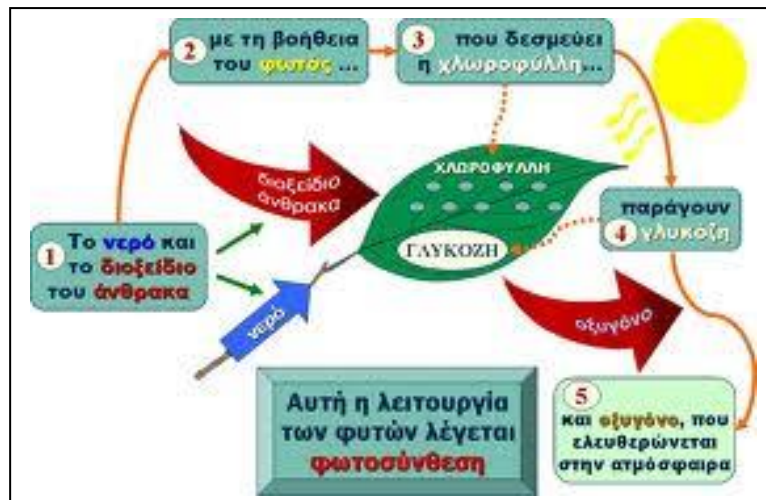 1 Το νερό και
το διοξείδιο
του άνθρακα
2 με τη βοήθεια
του φωτός ...
3 που δεσμεύει
η χλωροφύλλη...
διοξείδιο
άνθρακα
ΧΛΩΡΟΦΥΛΛΗ
ΓΛΥΚΟΖΗ
νερό
παράγουν
4 γλυκόζη
οξυγόνο
5
και οξυγόνο, που
ελευθερώνεται
στην ατμόσφαιρα
Αυτή η λειτουργία
των φυτών λέγεται
φωτοσύνθεση